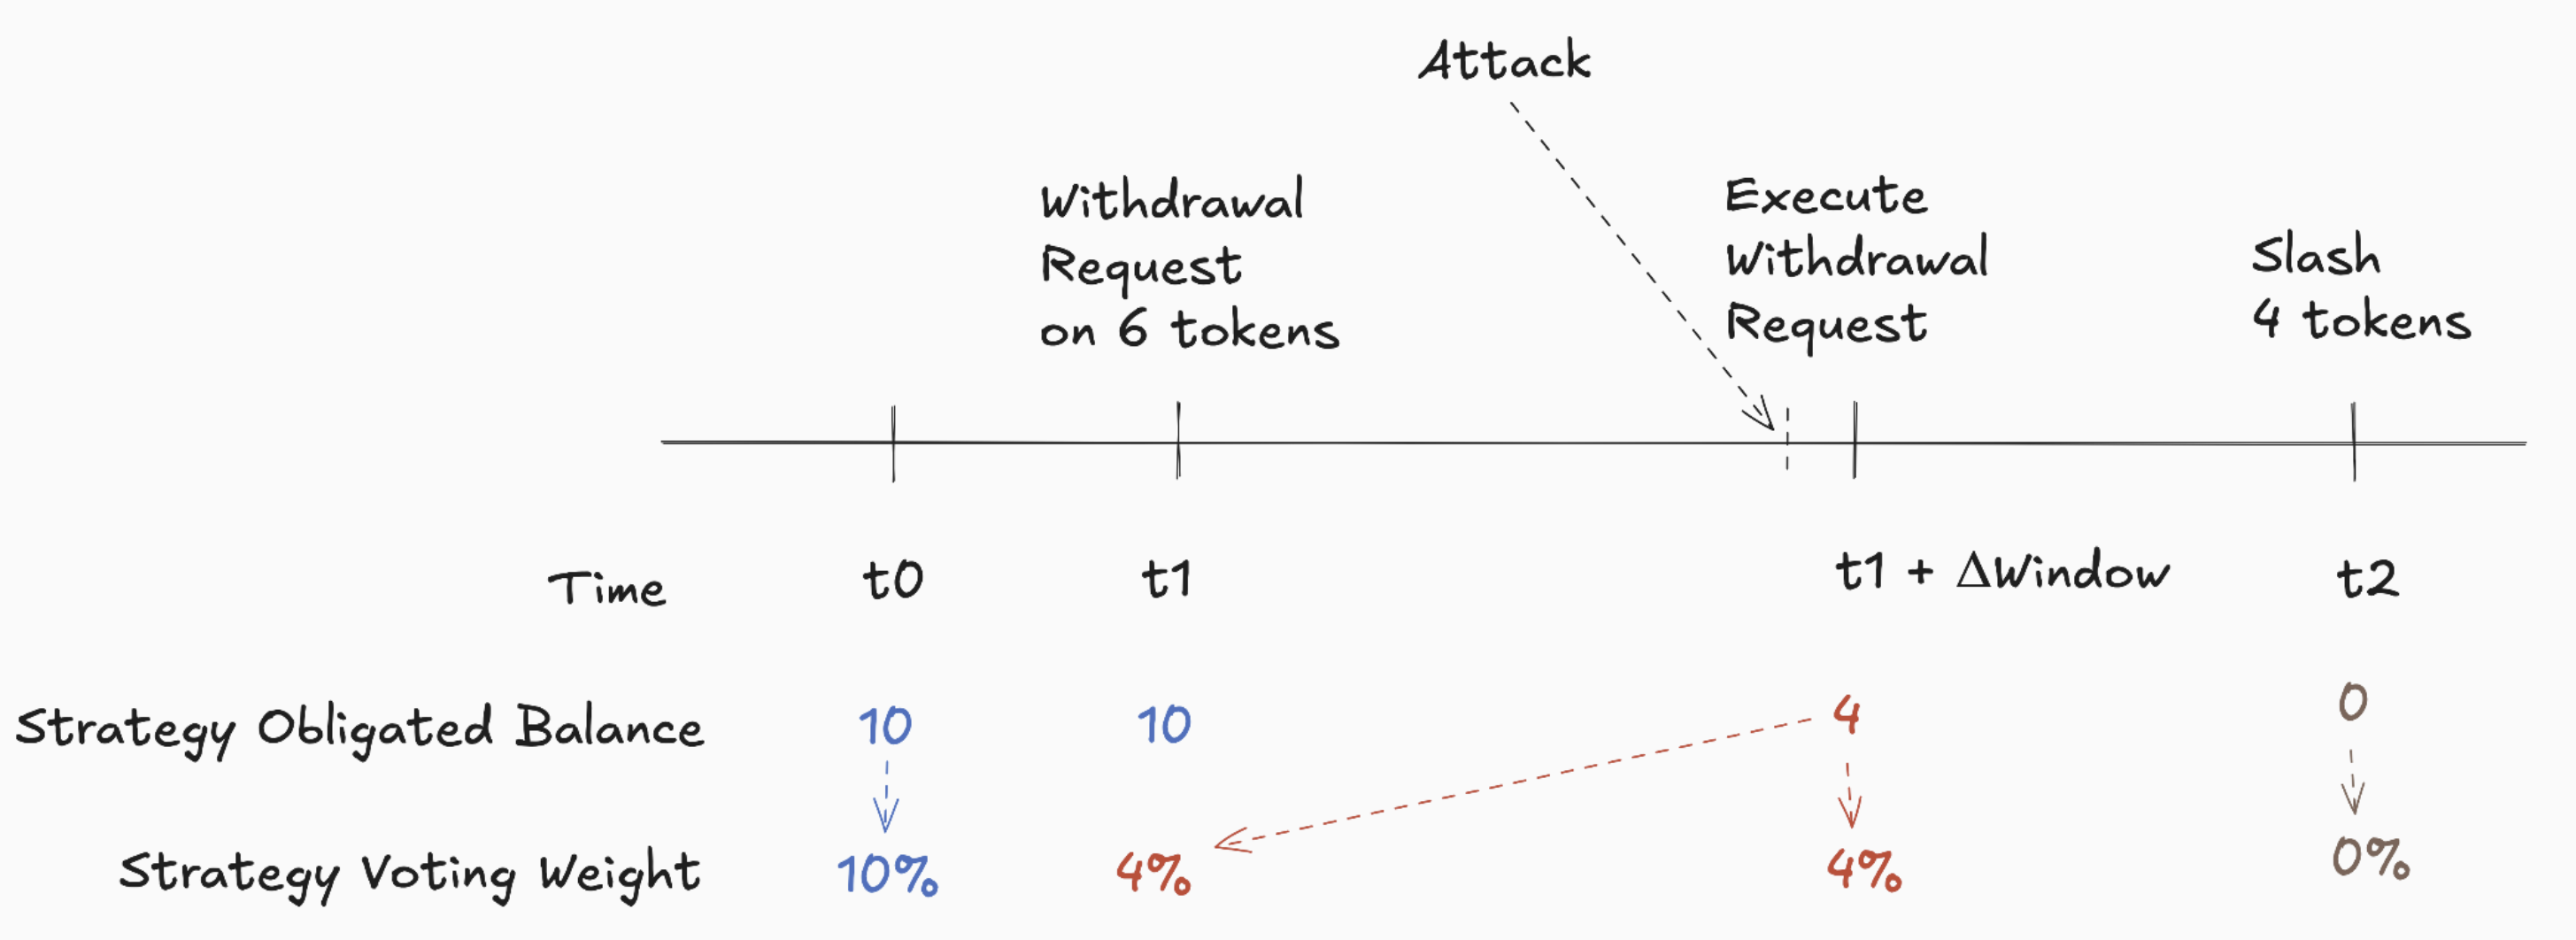 Attack
Withdrawal
Request
on 6 tokens
Execute
Withdrawal
Request
Slash
4 tokens
Time t0 t1 t1 + ΔWindow t2
Strategy Obligated Balance 10 10 4 0
Strategy Voting Weight 10% 4% 4% 0%